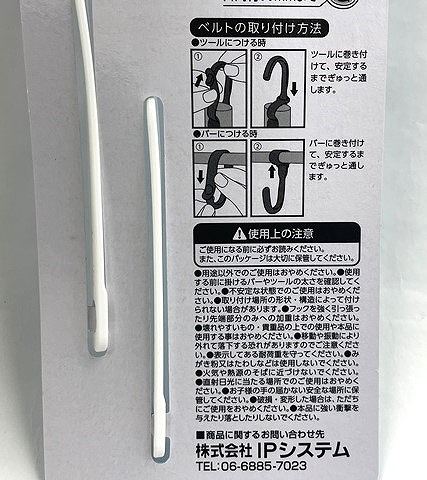 ベルトの取り付け方法
●ツールにつける時
① ②
ツールに巻き付
けて、安定する
までぎゅっと通
します。
●バーにつける時
① ②
バーに巻き付け
て、安定するま
でぎゅっと通し
ます。
使用上の注意
ご使用になる前に必ずお読みください。
また、このパッケージは大切に保管してください。
●用途以外でのご使用はおやめください。●使用
する前に掛けるバーやツールの太さを確認してく
ださい。●不安定な状態でのご使用はおやめくださ
い。●取り付け場所の形状・構造によって付け
られない場合があります。●フックを強く引っ張っ
たり先端部分のみへの加重はおやめください。
●壊れやすいもの・貴重品の上での使用や本品に
使用する事はおやめください。●移動や振動により
外れて落下する恐れがありますのでご注意くださ
い。●表示してある耐荷重を守ってください。●み
がき粉又はたわしなどは使用しないでください。
●火気や熱源のそばに近づけないでください。
●直射日光に当たる場所でのご使用はおやめ
ください。●お子様の手の届かない安全な場所に保
管してください。●破損・変形した場合は、ただち
にご使用をおやめください。●本品に強い衝撃を
与えたり落としたりしないでください。
■商品に関するお問い合わせ先
株式会社 IPシステム
TEL:06-6885-7023